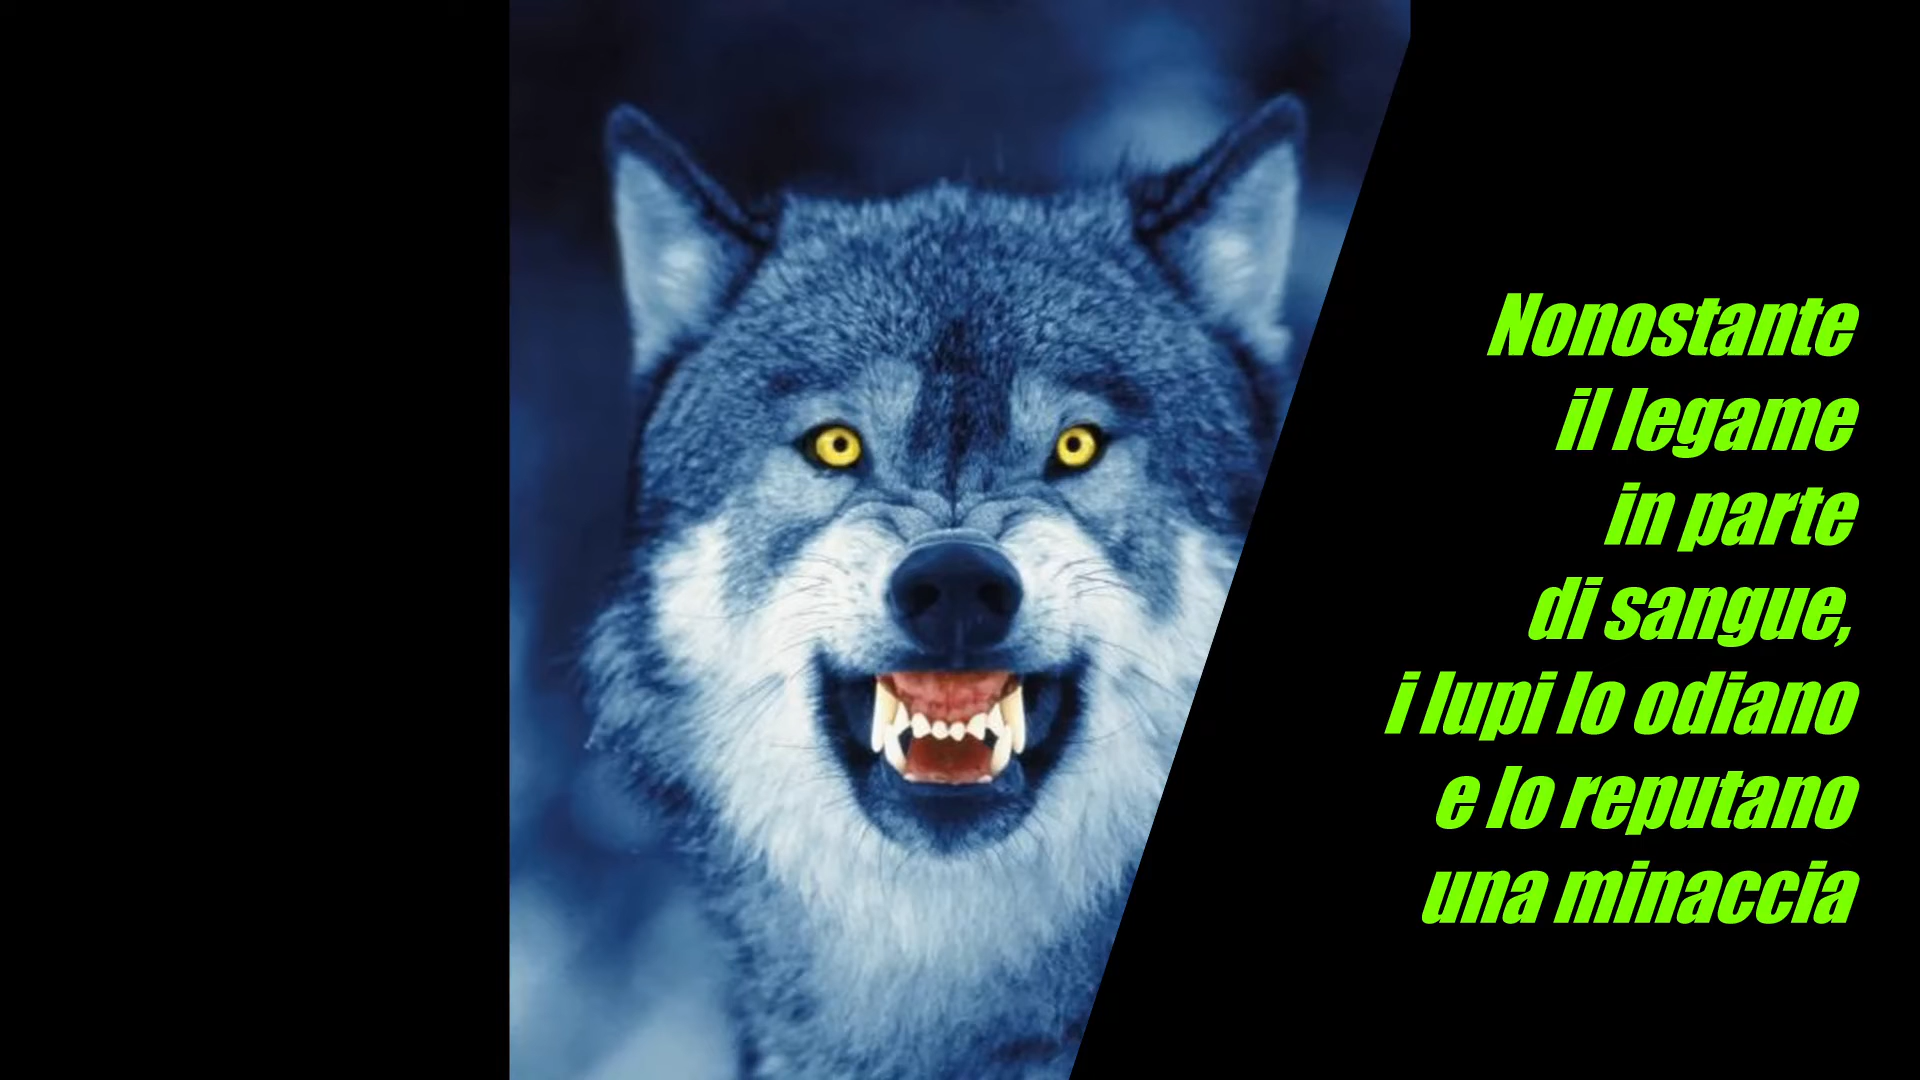 Nonostante
il legame
in parte
di sangue,
i lupi lo odiano
e lo reputano
una minaccia